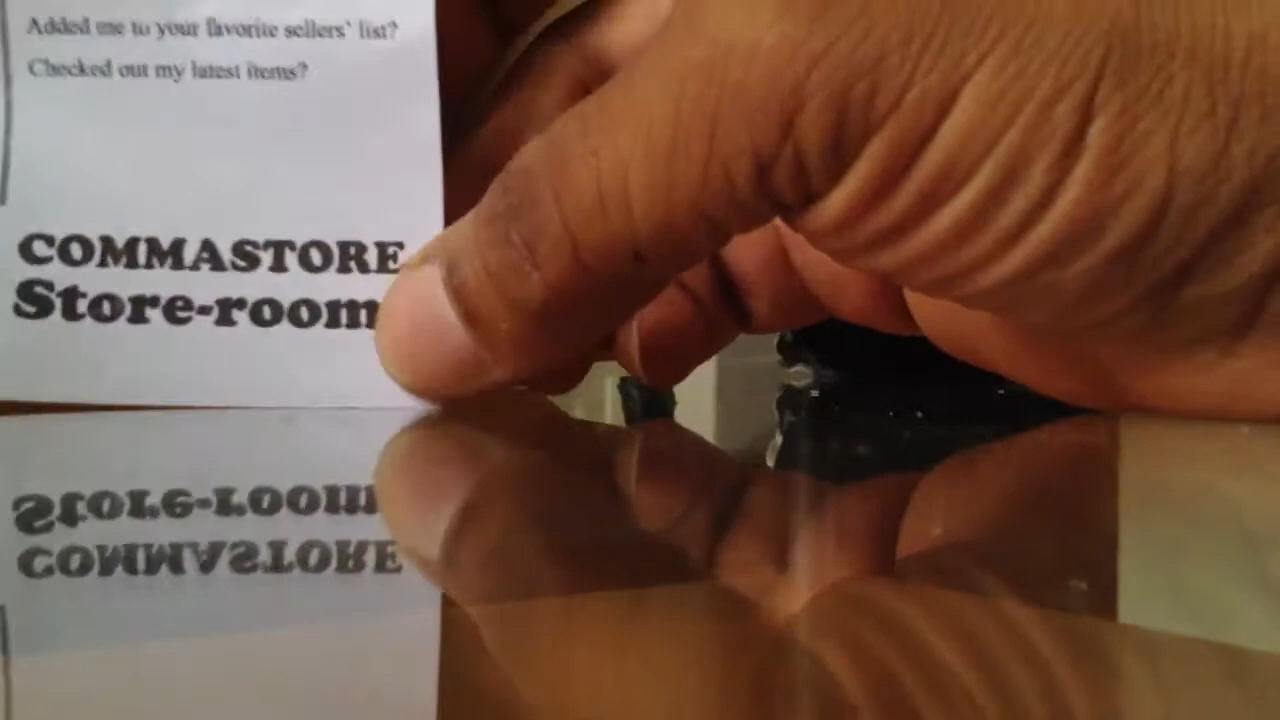 Added me to your favorite sellers' list?
Checked out my latest items?
COMMASTORE
Store-room